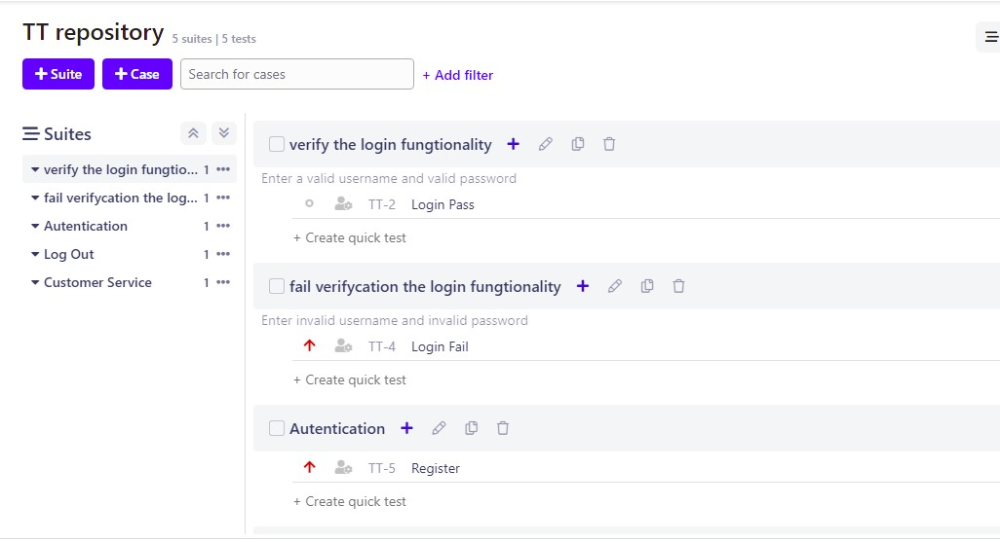 TT repository 5 suites | 5 tests
+ Suite + Case Search for cases + Add filter
Suites
verify the login fungtio... 1 •••
fail verifycation the log... 1 •••
Autentication 1 •••
Log Out 1 •••
Customer Service 1 •••
verify the login fungtionality +
Enter a valid username and valid password
TT-2 Login Pass
+ Create quick test
fail verifycation the login fungtionality +
Enter invalid username and invalid password
TT-4 Login Fail
+ Create quick test
Autentication +
TT-5 Register
+ Create quick test